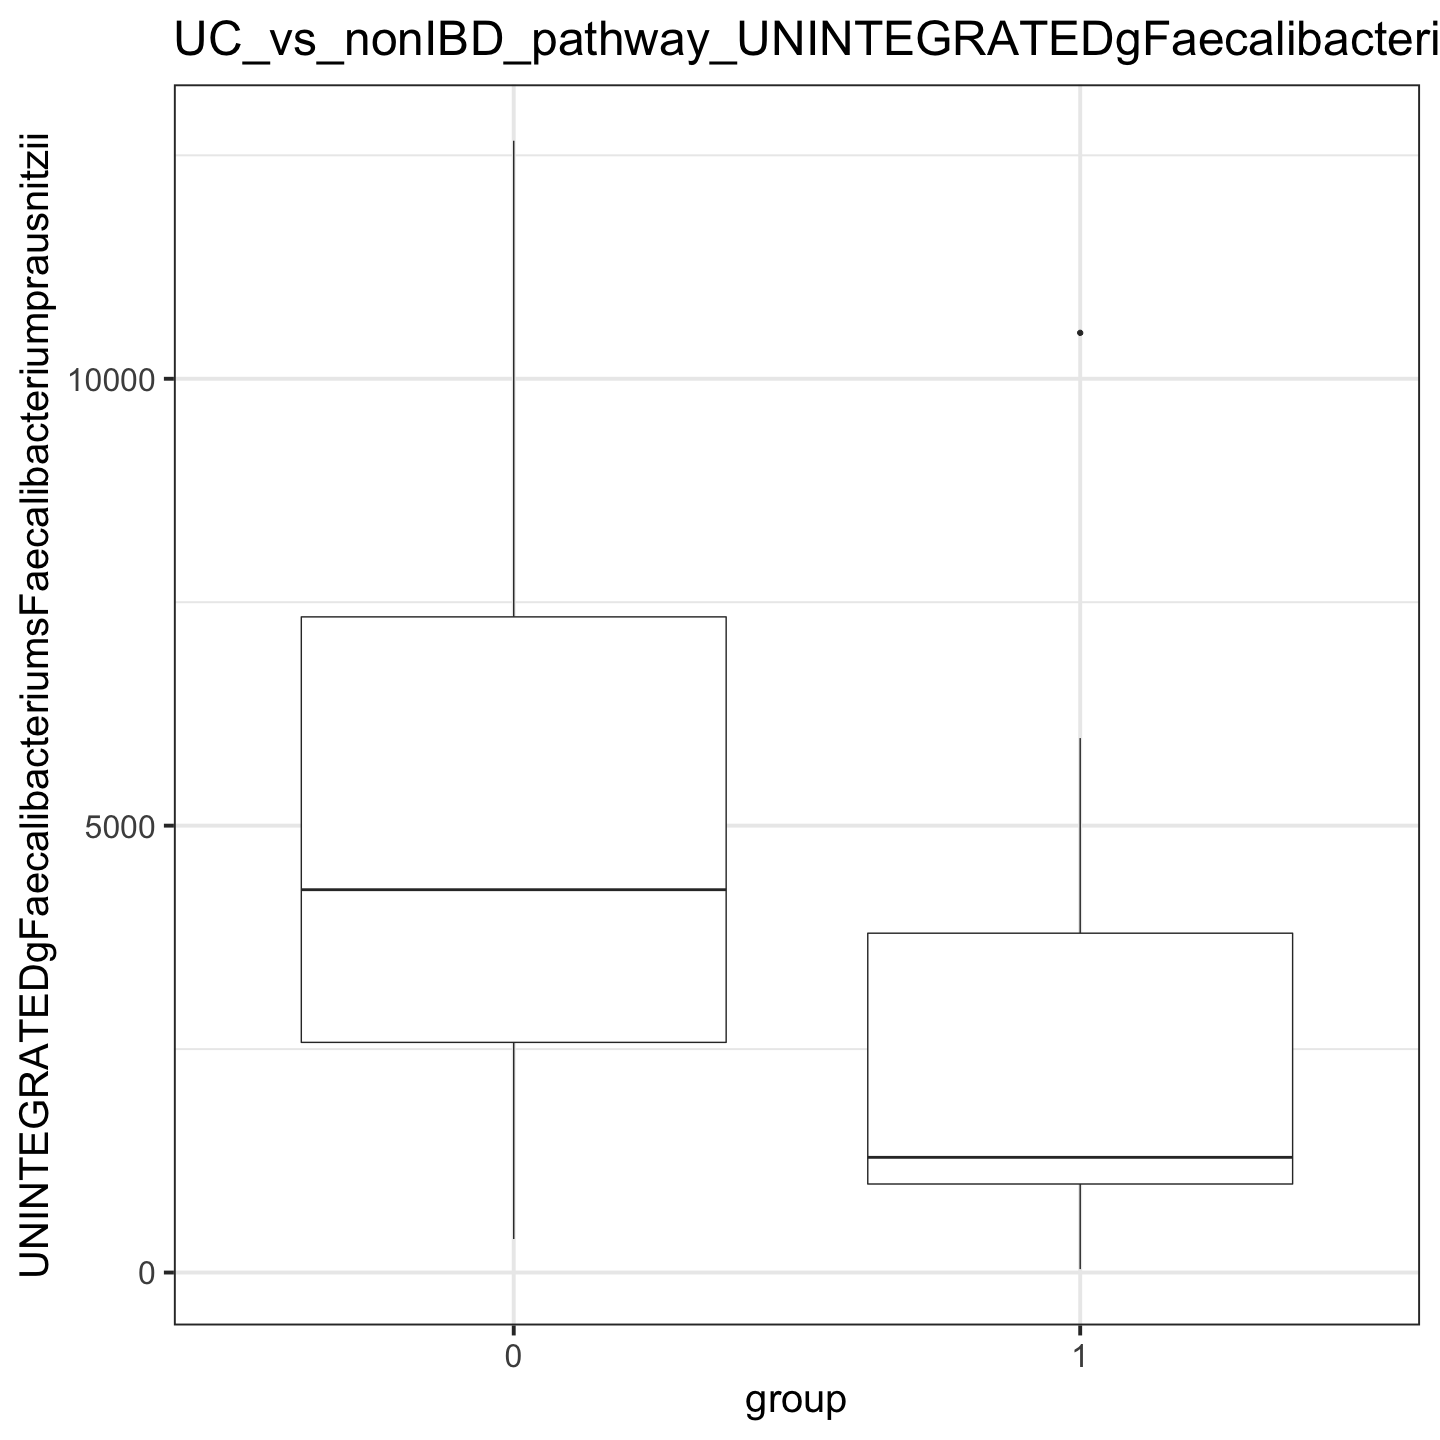 UC_vs_nonIBD_pathway_UNINTEGRATEDgFaecalibacteri
UNINTEGRATEDgFaecalibacteriumsFaecalibacteriumprausnitzii
10000
5000
0
0
1
group